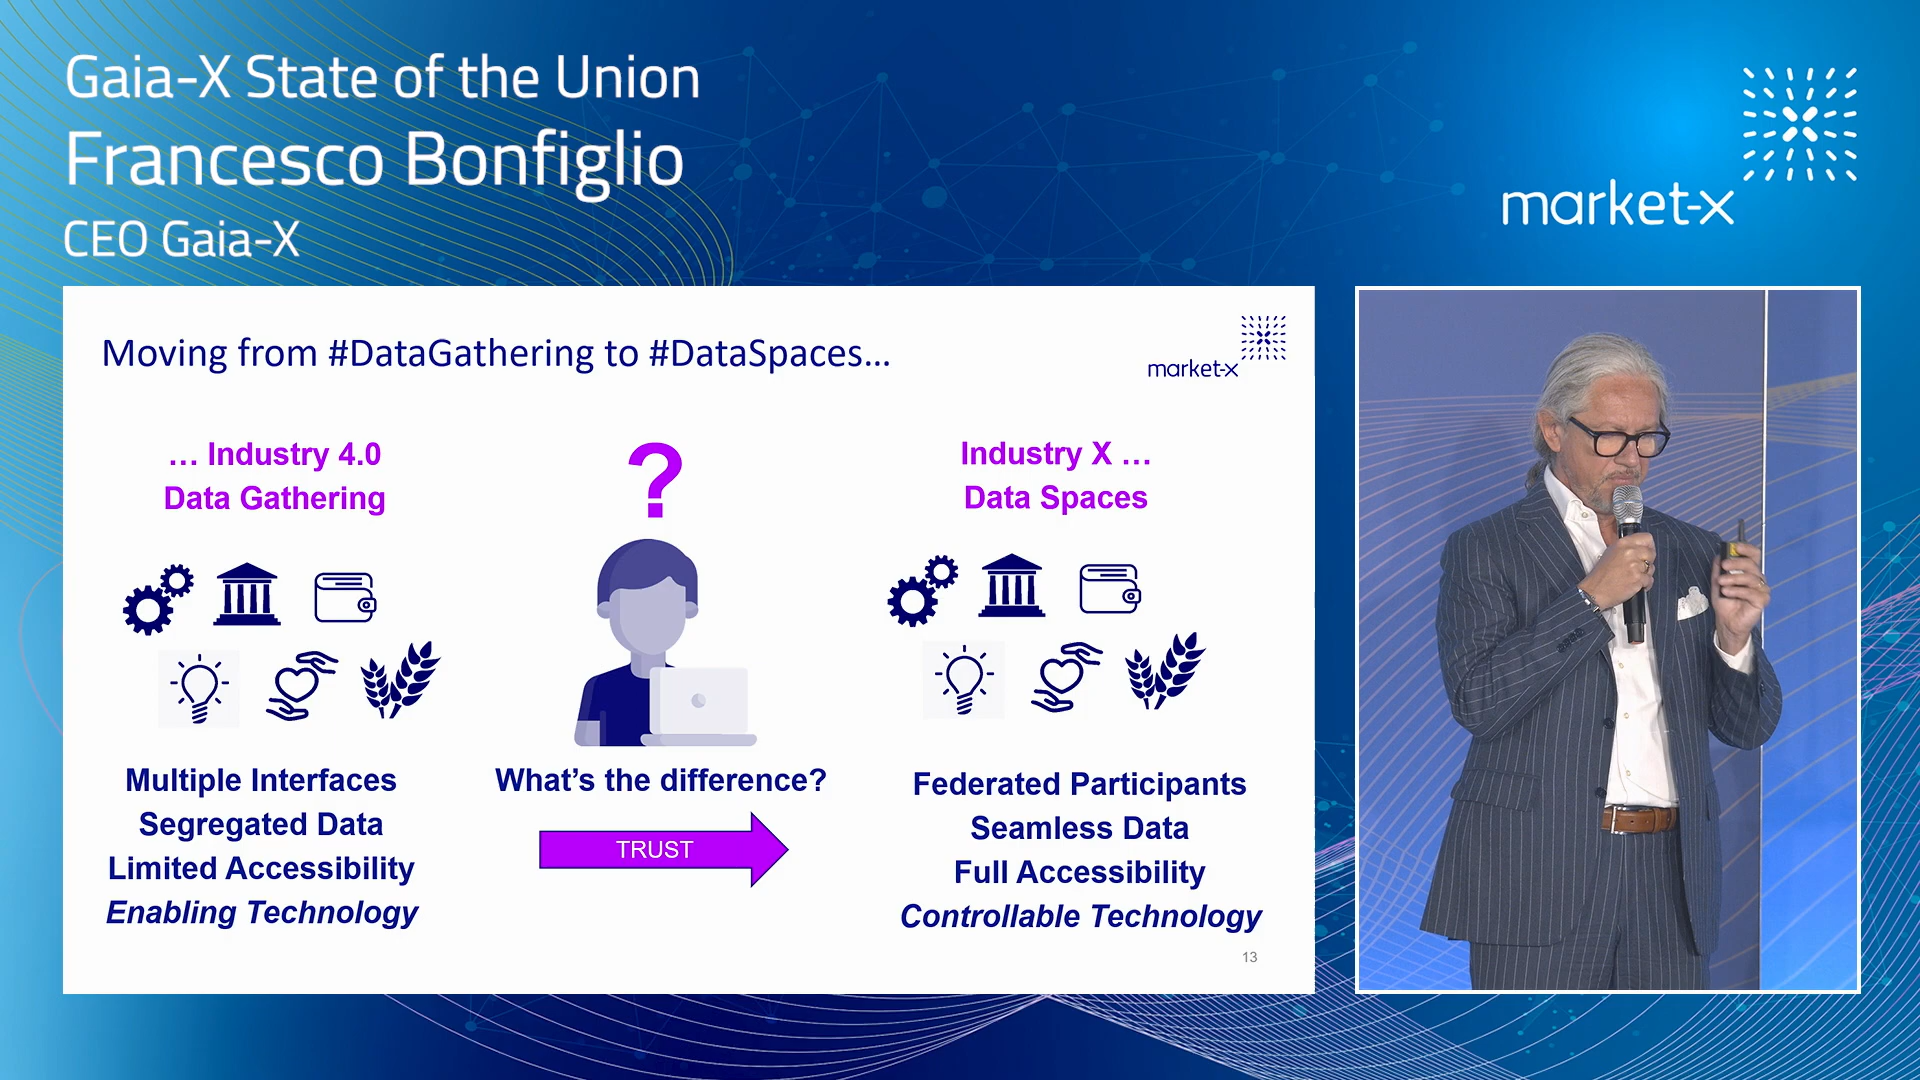 Gaia-X State of the Union
Francesco Bonfiglio
CEO Gaia-X
market-x
Moving from #DataGathering to #DataSpaces...
market-x
... Industry 4.0
Data Gathering
?
Industry X ...
Data Spaces
Multiple Interfaces
Segregated Data
Limited Accessibility
Enabling Technology
What's the difference?
TRUST
Federated Participants
Seamless Data
Full Accessibility
Controllable Technology
13